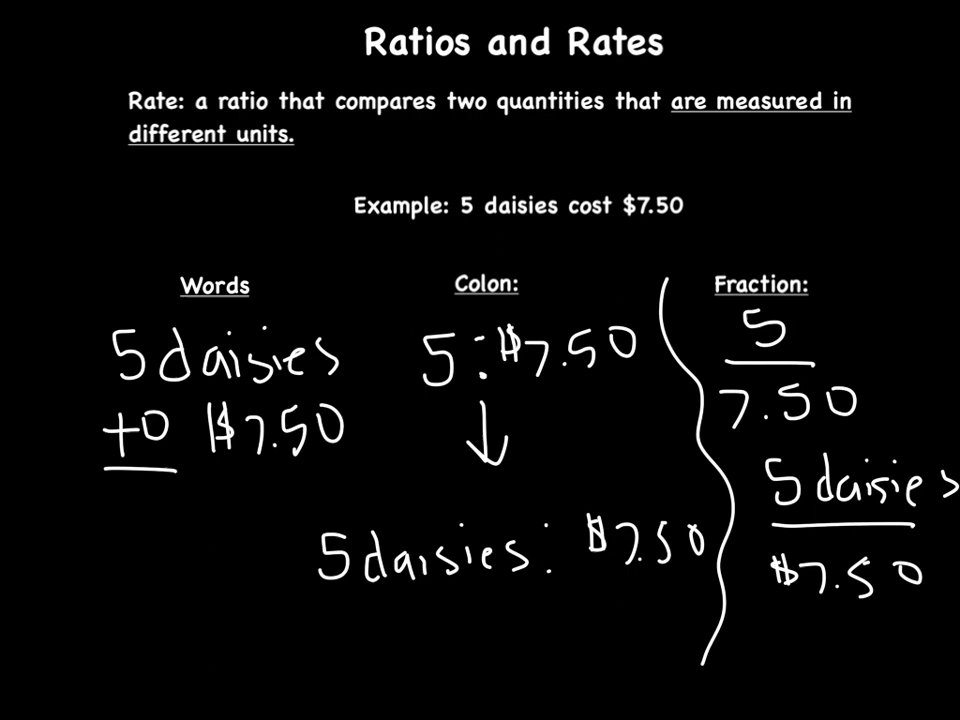 Ratios and Rates
Rate: a ratio that compares two quantities that are measured in
different units.
Example: 5 daisies cost $7.50
Words
5 daisies
to $7.50
Colon:
5:$7.50
5 daisies: $7.50
Fraction:
5
7.50
5 daisies
$7.50